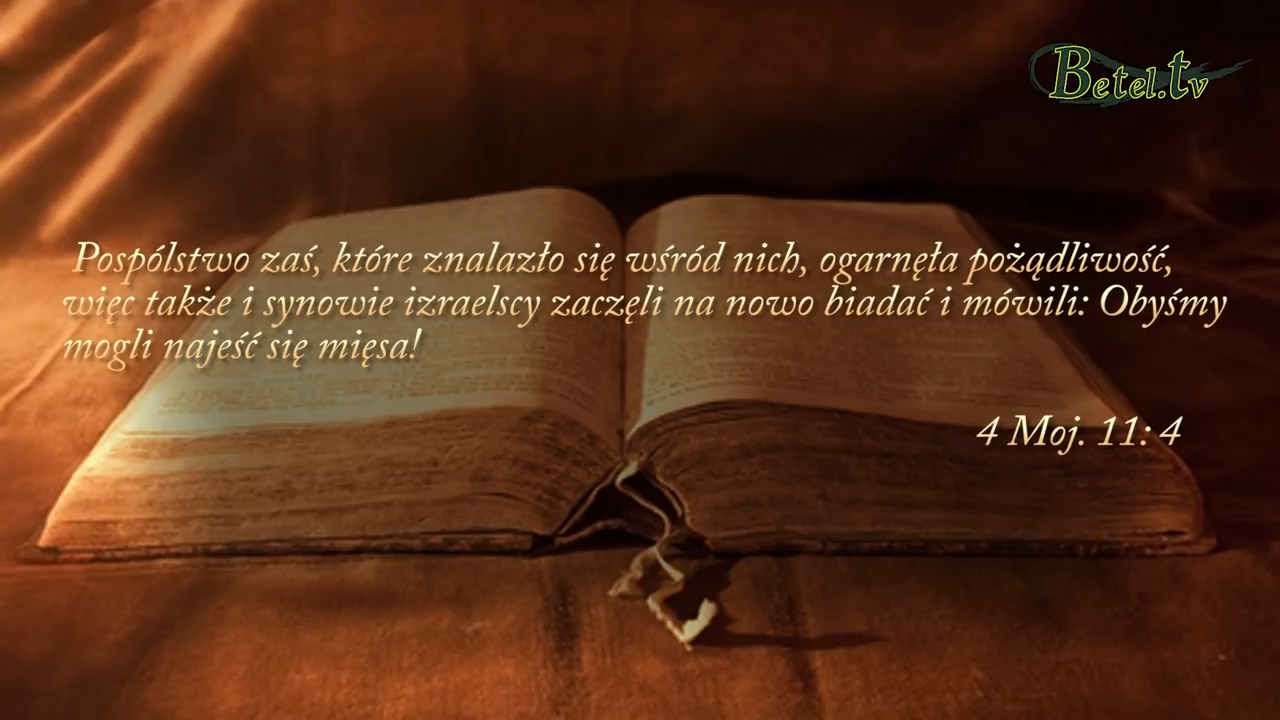 Betel.tv
Pospólstwo zaś, które znalazło się wśród nich, ogarnęła pożądliwość,
więc także i synowie izraelscy zaczęli na nowo biadać i mówili: Obyśmy
mogli najeść się mięsa!
4 Moj. 11: 4